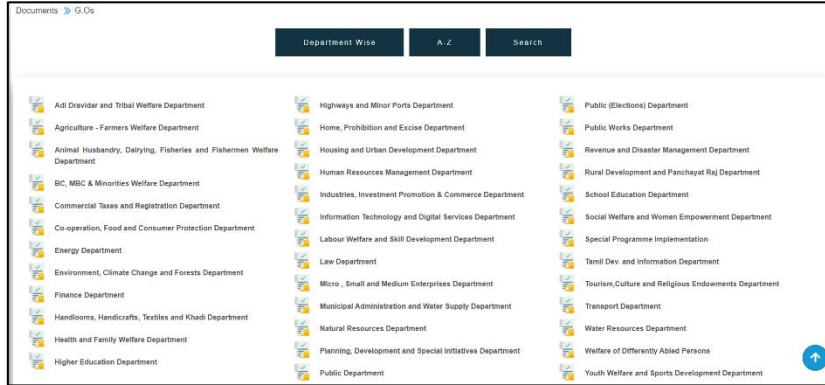 Documents » G.Os
Department Wise
A-Z
Search
Adi Dravidar and Tribal Welfare Department
Agriculture - Farmers Welfare Department
Animal Husbandry, Dairying, Fisheries and Fishermen Welfare
Department
BC, MBC & Minorities Welfare Department
Commercial Taxes and Registration Department
Co-operation, Food and Consumer Protection Department
Energy Department
Environment, Climate Change and Forests Department
Finance Department
Handlooms, Handicrafts, Textiles and Khadi Department
Health and Family Welfare Department
Higher Education Department
Highways and Minor Ports Department
Home, Prohibition and Excise Department
Housing and Urban Development Department
Human Resources Management Department
Industries, Investment Promotion & Commerce Department
Information Technology and Digital Services Department
Labour Welfare and Skill Development Department
Law Department
Micro , Small and Medium Enterprises Department
Municipal Administration and Water Supply Department
Natural Resources Department
Planning, Development and Special Initiatives Department
Public Department
Public (Elections) Department
Public Works Department
Revenue and Disaster Management Department
Rural Development and Panchayat Raj Department
School Education Department
Social Welfare and Women Empowerment Department
Special Programme Implementation
Tamil Dev. and Information Department
Tourism,Culture and Religious Endowments Department
Transport Department
Water Resources Department
Welfare of Differently Abled Persons
Youth Welfare and Sports Development Department